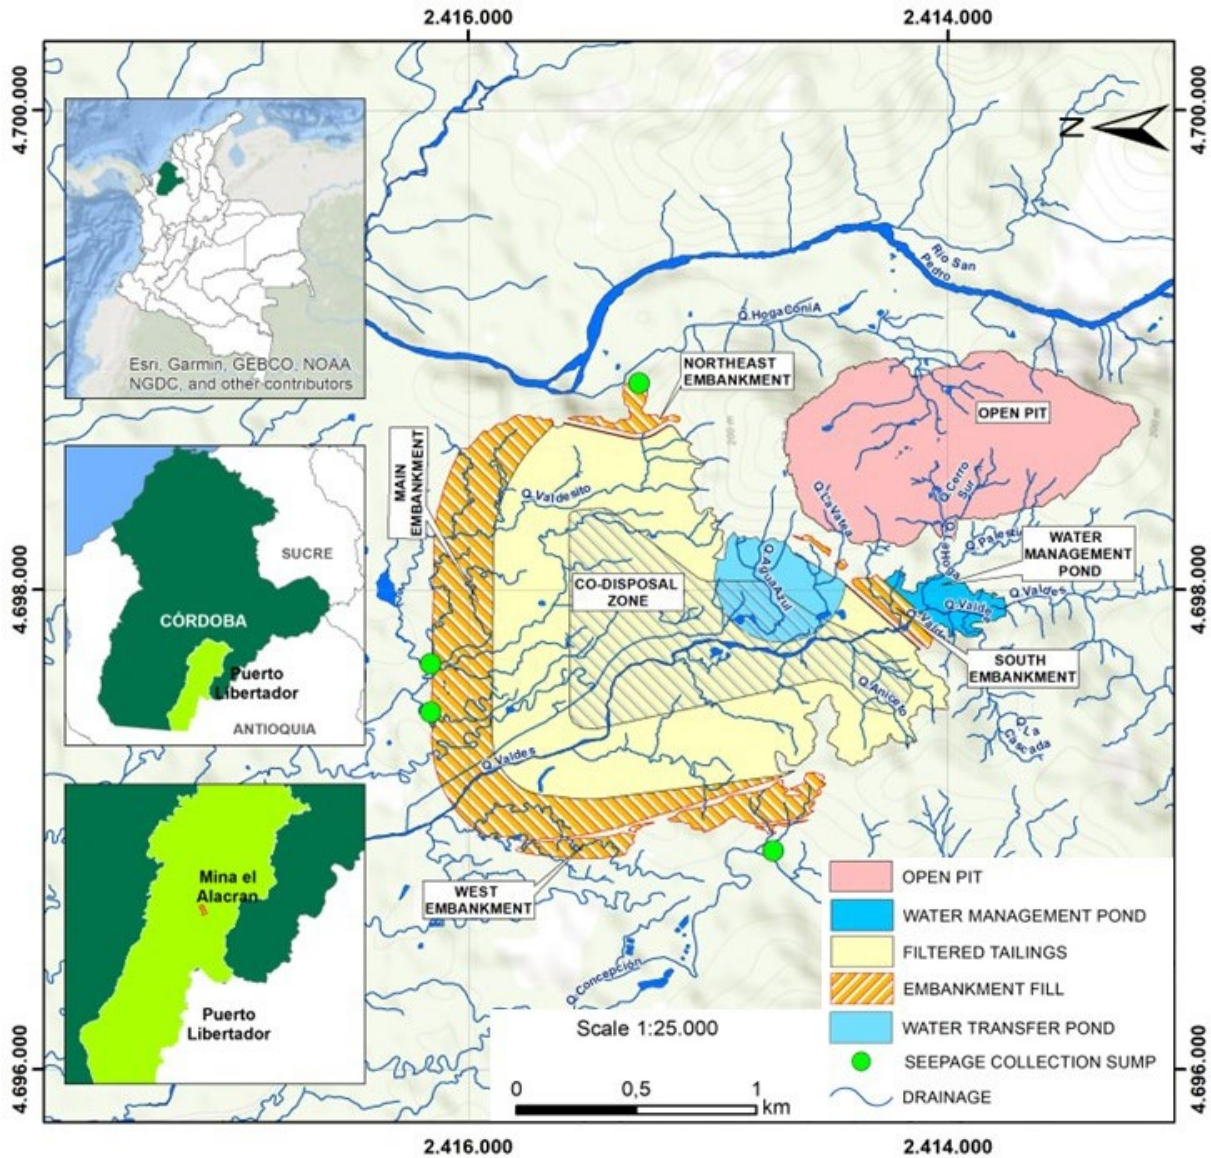 2.416.000
2.414.000
4.700.000
4.700.000
N
Esri, Garmin, GEBCO, NOAA
NGDC, and other contributors
Rio San
Pedro
Q.HogaConiA
NORTHEAST
EMBANKMENT
OPEN PIT
200 m
200 m
MAIN
EMBANKMENT
Q.Valdesito
Q.LaVatea
Q.Cerro
Sur
SUCRE
CÓRDOBA
Puerto
Libertador
ANTIOQUIA
Q.Palesti
WATER
MANAGEMENT
POND
Q.AguaAzul
CO-DISPOSAL
ZONE
Q.Valde
Q.Valdes
4.698.000
4.698.000
SOUTH
EMBANKMENT
Q.Aniceto
Q.La
Cascada
Q.Valdes
Mina el
Alacran
Puerto
Libertador
WEST
EMBANKMENT
Q.Concepción
OPEN PIT
WATER MANAGEMENT POND
FILTERED TAILINGS
EMBANKMENT FILL
WATER TRANSFER POND
SEEPAGE COLLECTION SUMP
DRAINAGE
Scale 1:25.000
0
0,5
1
km
4.696.000
4.696.000
2.416.000
2.414.000